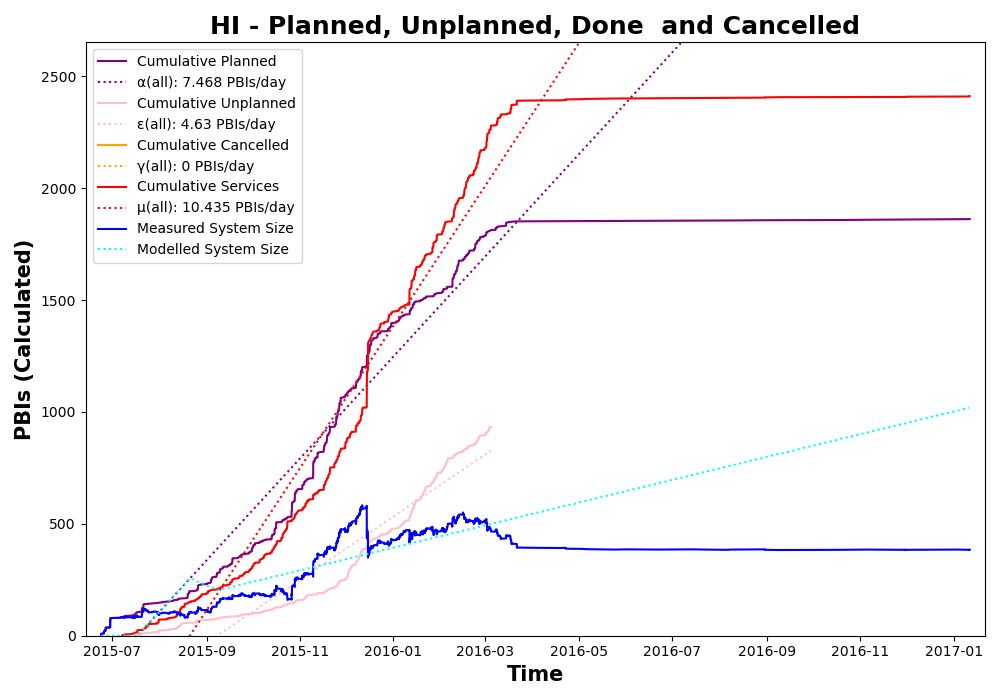 HI - Planned, Unplanned, Done  and Cancelled
Cumulative Planned
α(all): 7.468 PBIs/day
Cumulative Unplanned
ε(all): 4.63 PBIs/day
Cumulative Cancelled
γ(all): 0 PBIs/day
Cumulative Services
μ(all): 10.435 PBIs/day
Measured System Size
Modelled System Size
PBIs (Calculated)
2500
2000
1500
1000
500
0
2015-07 2015-09 2015-11 2016-01 2016-03 2016-05 2016-07 2016-09 2016-11 2017-01
Time